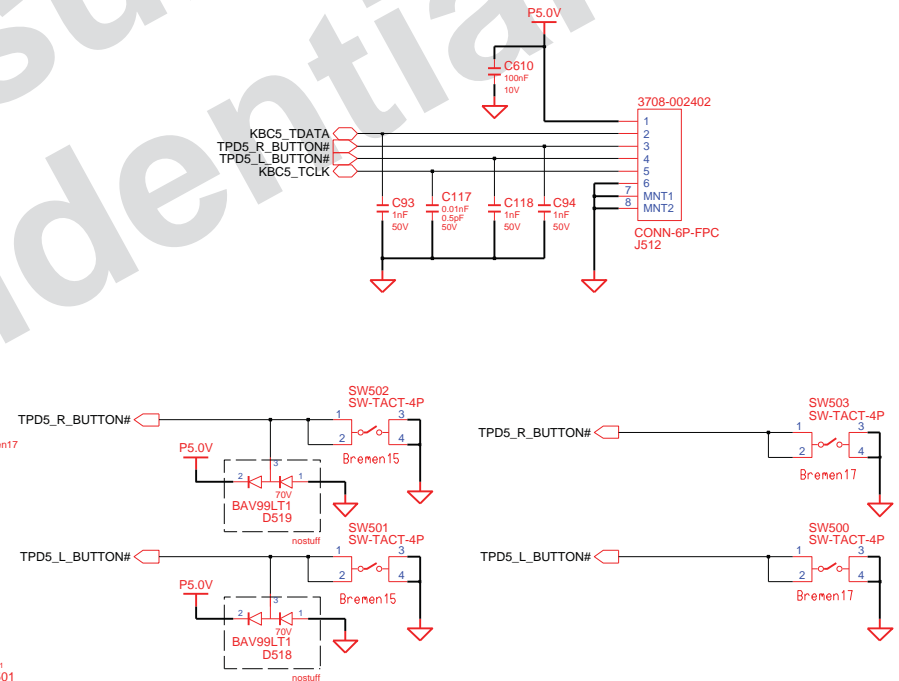 P5.0V
C610
100nF
10V
3708-002402
KBC5_TDATA
TPD5_R_BUTTON#
TPD5_L_BUTTON#
KBC5_TCLK
1
2
3
4
5
6
7 MNT1
8 MNT2
CONN-6P-FPC
J512
C93
1nF
50V
C117
0.01nF
0.5pF
50V
C118
1nF
50V
C94
1nF
50V
dential
SW502
SW-TACT-4P
TPD5_R_BUTTON#
1 3
2 4
Bremen15
P5.0V
2 3 1
70V
BAV99LT1
D519
nostuff
SW503
SW-TACT-4P
TPD5_R_BUTTON#
1 3
2 4
Bremen17
SW501
SW-TACT-4P
TPD5_L_BUTTON#
1 3
2 4
Bremen15
P5.0V
2 3 1
70V
BAV99LT1
D518
nostuff
SW500
SW-TACT-4P
TPD5_L_BUTTON#
1 3
2 4
Bremen17
en17
01